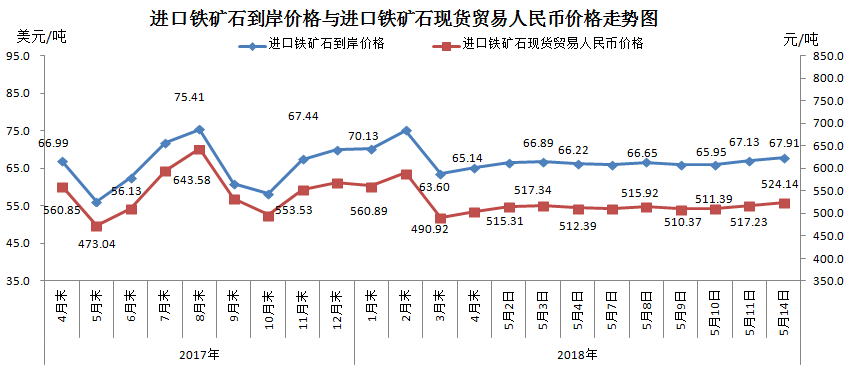 进口铁矿石到岸价格与进口铁矿石现货贸易人民币价格走势图
美元/吨
元/吨
进口铁矿石到岸价格
进口铁矿石现货贸易人民币价格
95.0
85.0
75.0
65.0
55.0
45.0
35.0
850.0
800.0
750.0
700.0
650.0
600.0
550.0
500.0
450.0
400.0
350.0
66.99
56.13
75.41
67.44
70.13
63.60
65.14
66.89
66.22
66.65
65.95
67.13
67.91
560.85
473.04
643.58
553.53
560.89
490.92
515.31
517.34
512.39
515.92
510.37
511.39
517.23
524.14
4月末
5月末
6月末
7月末
8月末
9月末
10月末
11月末
12月末
1月末
2月末
3月末
4月末
5月2日
5月3日
5月4日
5月7日
5月8日
5月9日
5月10日
5月11日
5月14日
2017年
2018年